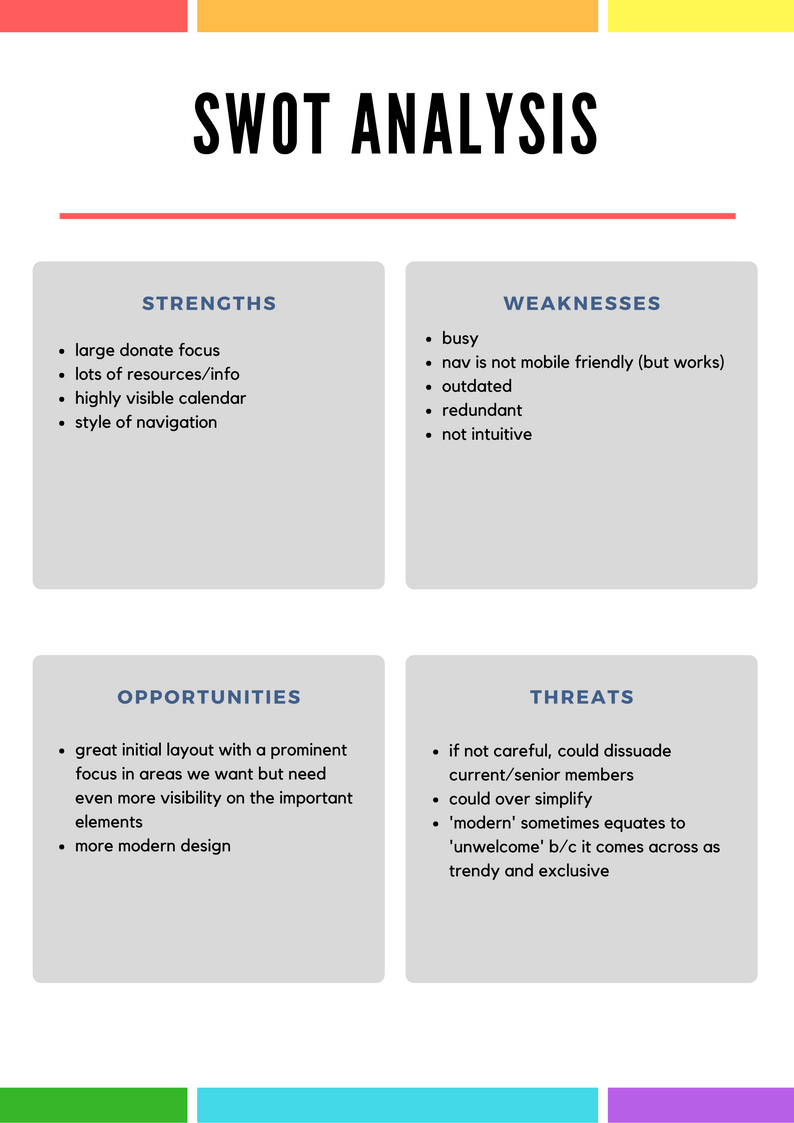 SWOT ANALYSIS
STRENGTHS
• large donate focus
• lots of resources/info
• highly visible calendar
• style of navigation
WEAKNESSES
• busy
• nav is not mobile friendly (but works)
• outdated
• redundant
• not intuitive
OPPORTUNITIES
• great initial layout with a prominent
focus in areas we want but need
even more visibility on the important
elements
• more modern design
THREATS
• if not careful, could dissuade
current/senior members
• could over simplify
• 'modern' sometimes equates to
'unwelcome' b/c it comes across as
trendy and exclusive